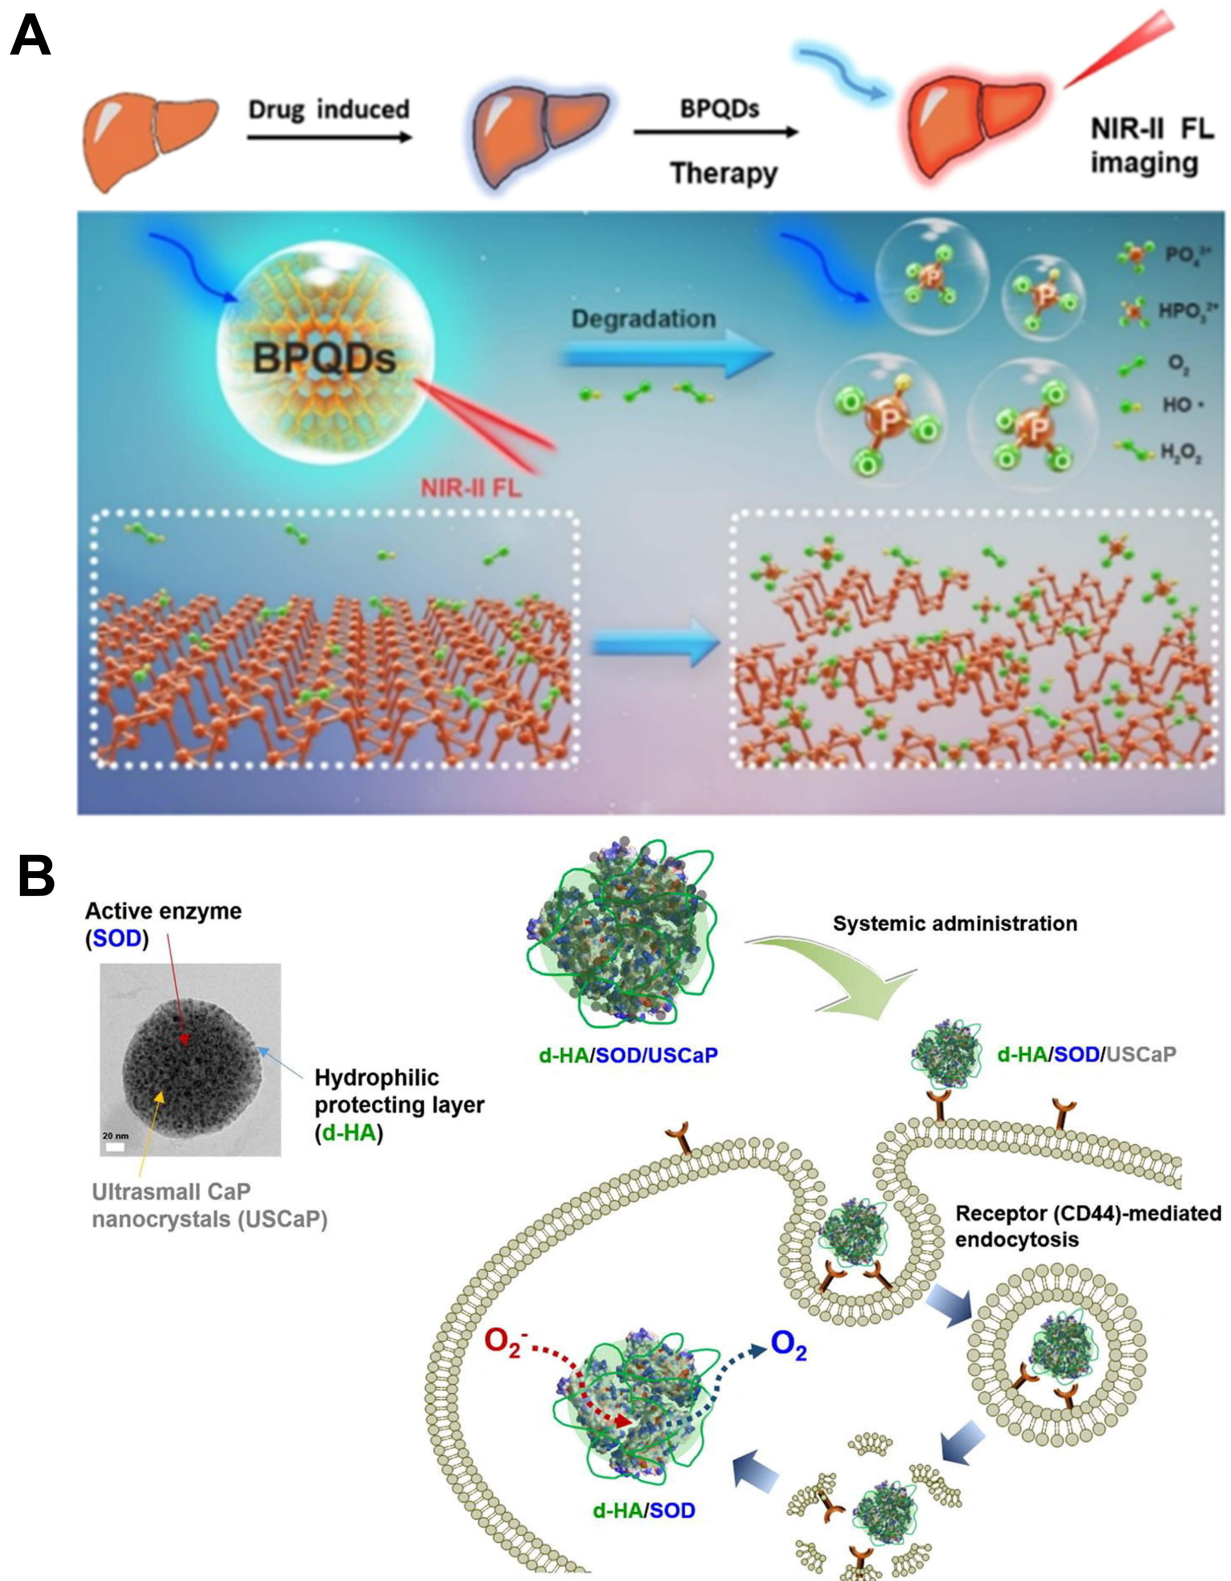 A
Drug induced
BPQDs
Therapy
NIR-II FL
imaging
BPQDs
NIR-II FL
Degradation
P
P
P
P
O
O
O
O
O
O
O
O
O
O
O
O
O
O
PO₄³⁺
HPO₃²⁺
O₂
HO •
H₂O₂
B
Active enzyme
(SOD)
20 nm
Hydrophilic
protecting layer
(d-HA)
Ultrasmall CaP
nanocrystals (USCaP)
d-HA/SOD/USCaP
Systemic administration
d-HA/SOD/USCaP
Receptor (CD44)-mediated
endocytosis
O₂⁻
O₂
d-HA/SOD